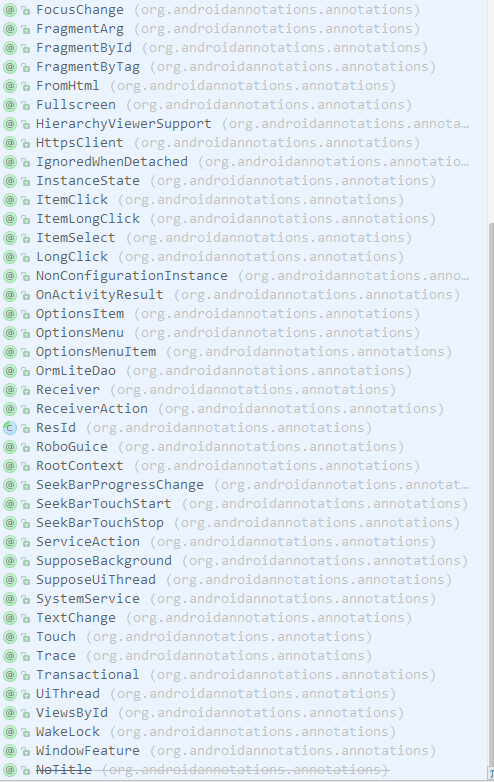 FocusChange (org.androidannotations.annotations)
FragmentArg (org.androidannotations.annotations)
FragmentById (org.androidannotations.annotations)
FragmentByTag (org.androidannotations.annotations)
FromHtml (org.androidannotations.annotations)
Fullscreen (org.androidannotations.annotations)
HierarchyViewerSupport (org.androidannotations.annota…
HttpsClient (org.androidannotations.annotations)
IgnoredWhenDetached (org.androidannotations.annotatio…
InstanceState (org.androidannotations.annotations)
ItemClick (org.androidannotations.annotations)
ItemLongClick (org.androidannotations.annotations)
ItemSelect (org.androidannotations.annotations)
LongClick (org.androidannotations.annotations)
NonConfigurationInstance (org.androidannotations.anno…
OnActivityResult (org.androidannotations.annotations)
OptionsItem (org.androidannotations.annotations)
OptionsMenu (org.androidannotations.annotations)
OptionsMenuItem (org.androidannotations.annotations)
OrmLiteDao (org.androidannotations.annotations)
Receiver (org.androidannotations.annotations)
ReceiverAction (org.androidannotations.annotations)
ResId (org.androidannotations.annotations)
RoboGuice (org.androidannotations.annotations)
RootContext (org.androidannotations.annotations)
SeekBarProgressChange (org.androidannotations.annotat…
SeekBarTouchStart (org.androidannotations.annotations)
SeekBarTouchStop (org.androidannotations.annotations)
ServiceAction (org.androidannotations.annotations)
SupposeBackground (org.androidannotations.annotations)
SupposeUiThread (org.androidannotations.annotations)
SystemService (org.androidannotations.annotations)
TextChange (org.androidannotations.annotations)
Touch (org.androidannotations.annotations)
Trace (org.androidannotations.annotations)
Transactional (org.androidannotations.annotations)
UiThread (org.androidannotations.annotations)
ViewsById (org.androidannotations.annotations)
WakeLock (org.androidannotations.annotations)
WindowFeature (org.androidannotations.annotations)
NoTitle (org.androidannotations.annotations)